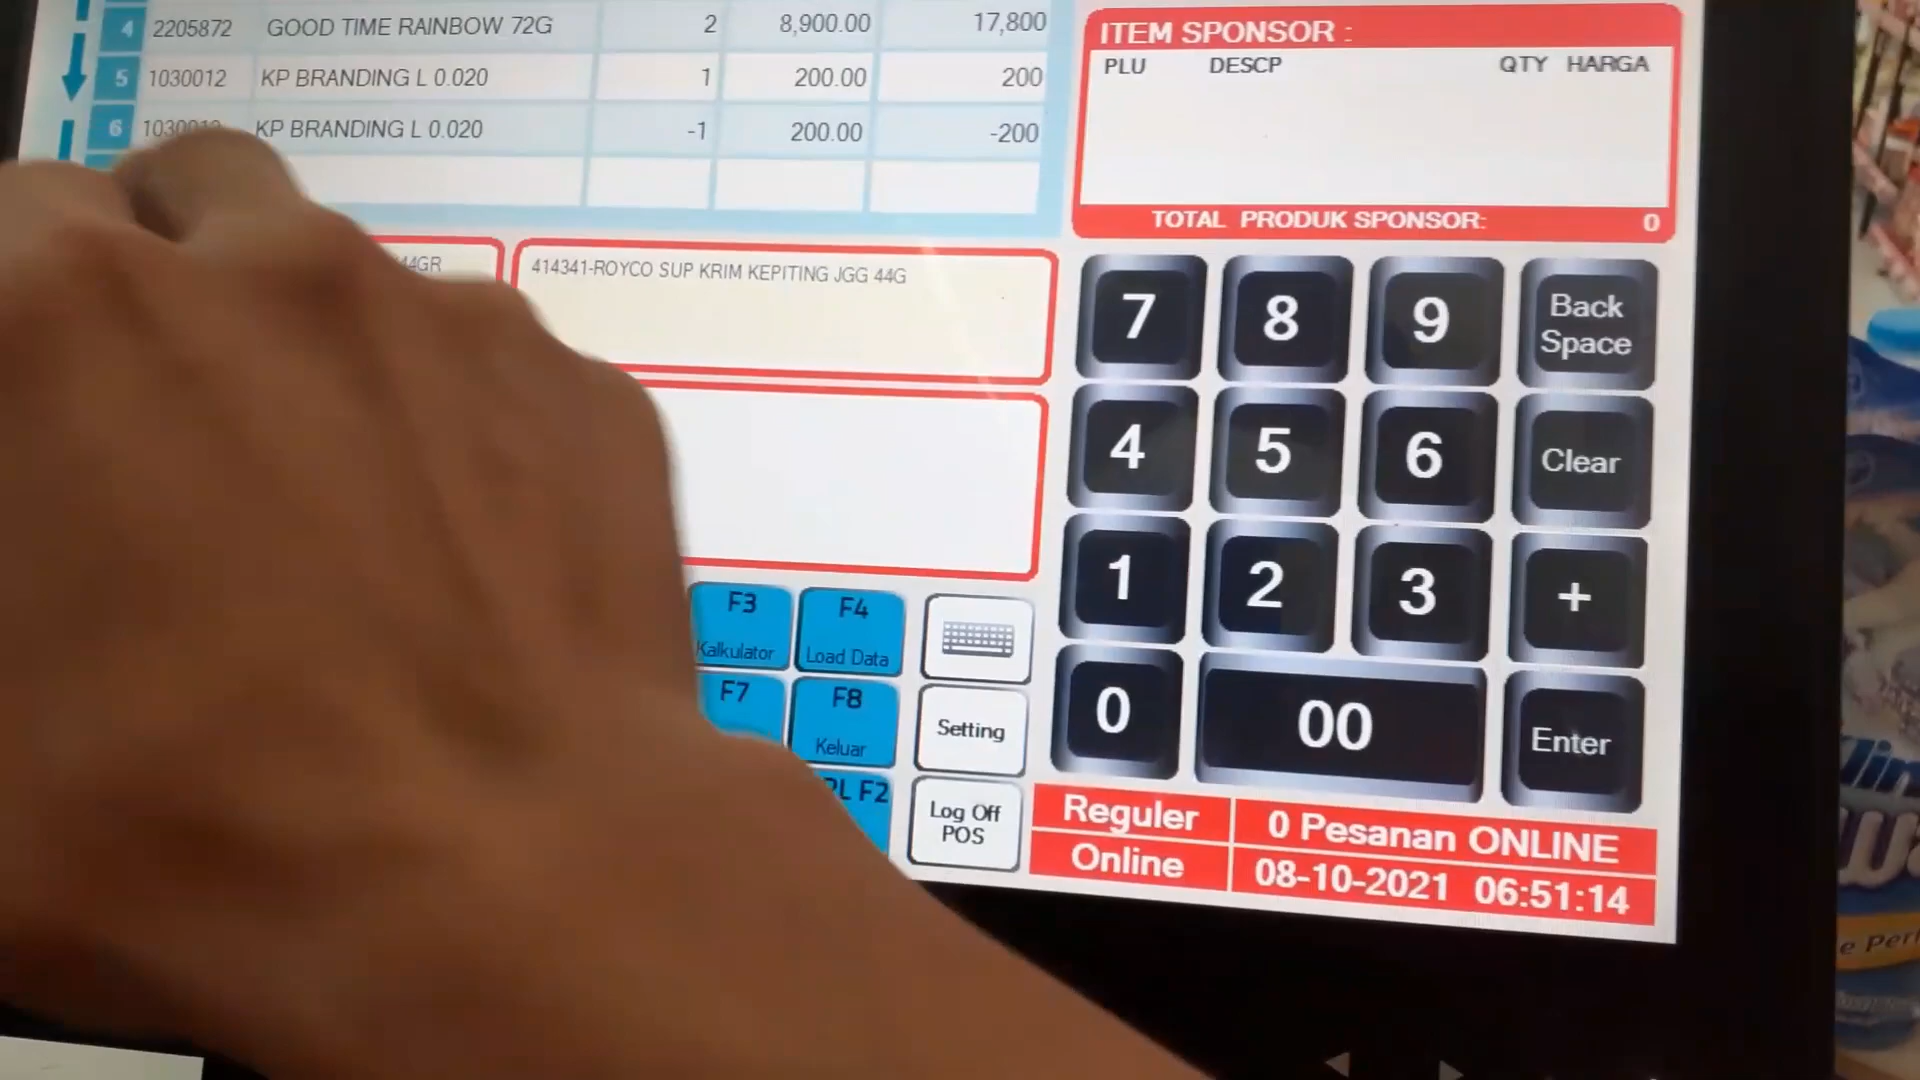 4 2205872 GOOD TIME RAINBOW 72G 2 8,900.00 17,800
5 1030012 KP BRANDING L 0.020 1 200.00 200
6 1030012 KP BRANDING L 0.020 -1 200.00 -200
ITEM SPONSOR :
PLU DESCP QTY HARGA
TOTAL PRODUK SPONSOR: 0
44GR
414341-ROYCO SUP KRIM KEPITING JGG 44G
7 8 9 Back Space
4 5 6 Clear
1 2 3 +
0 00 Enter
F3 Kalkulator
F4 Load Data
F7
F8 Keluar
F2
Setting
Log Off
POS
Reguler 0 Pesanan ONLINE
Online 08-10-2021 06:51:14